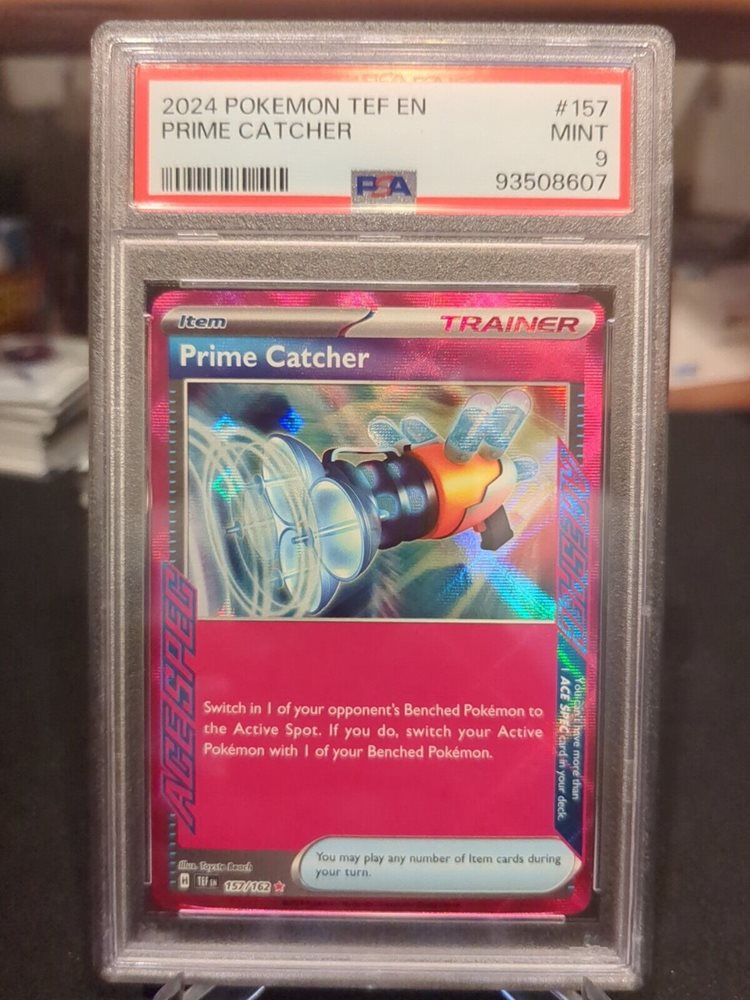 2024 POKEMON TEF EN #157
PRIME CATCHER MINT
9
PSA 93508607
Item TRAINER
Prime Catcher
ACE SPEC
ACE SPEC
You can't have more than
1 ACE SPEC card in your deck.
Switch in 1 of your opponent's Benched Pokémon to
the Active Spot. If you do, switch your Active
Pokémon with 1 of your Benched Pokémon.
Illus. Toyste Beach
H TEF EN 157/162
You may play any number of Item cards during
your turn.